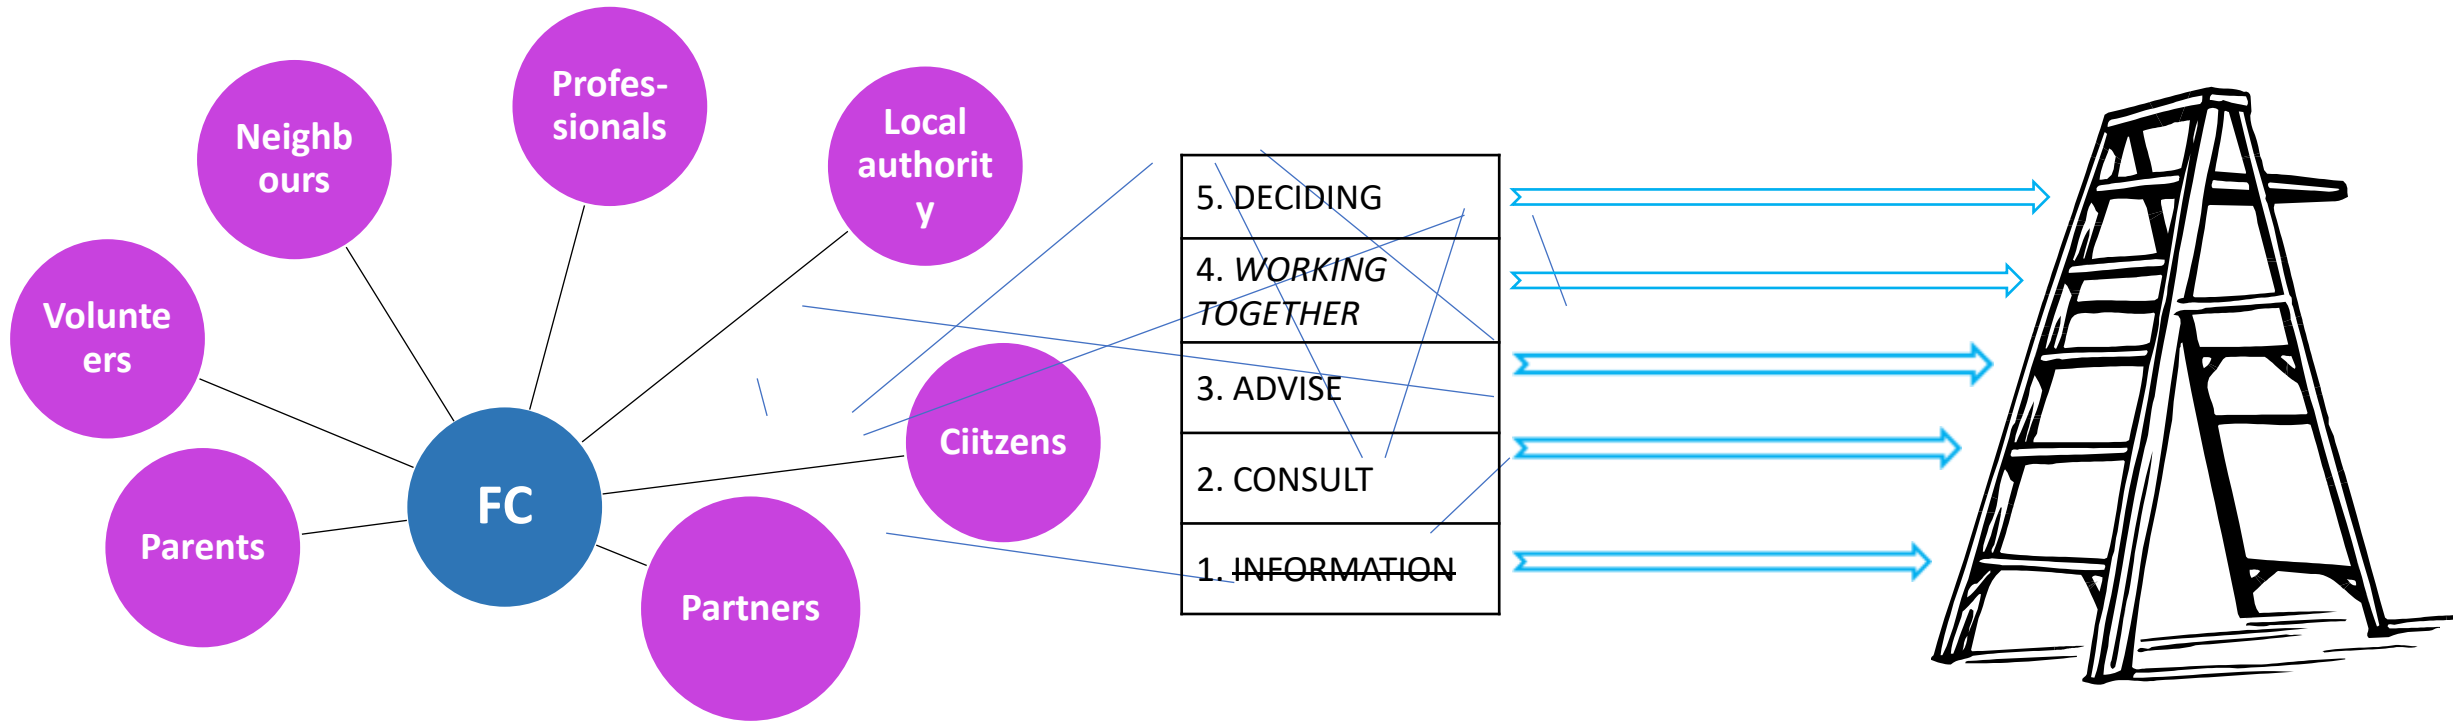 Profes-
sionals
Neighb
ours
Local
authorit
y
Volunte
ers
Ciitzens
FC
Parents
Partners
5. DECIDING
4. WORKING
TOGETHER
3. ADVISE
2. CONSULT
1. INFORMATION